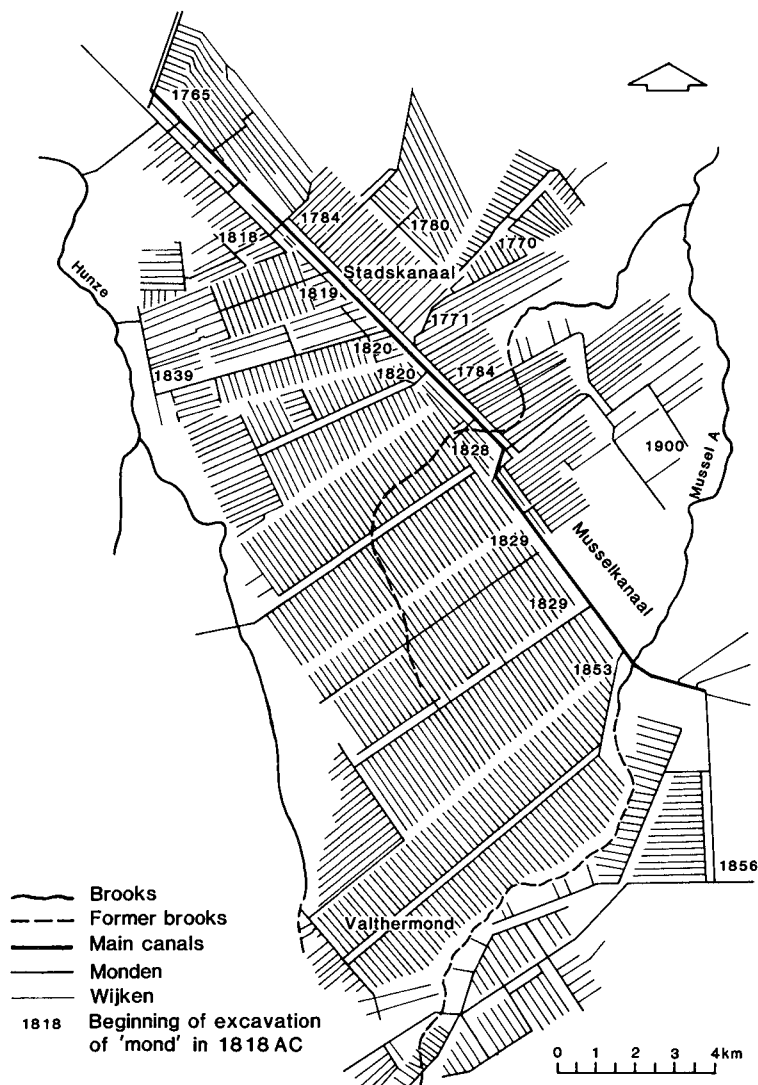 1765
1784
1780
1818
1770
Stadskanaal
Hunze
1819
1771
1820
1839
1820
1784
1828
1900
Mussel A
1829
Musselkanaal
1829
1853
1856
Valthermond
Brooks
Former brooks
Main canals
Monden
Wijken
1818 Beginning of excavation
of 'mond' in 1818 AC
0 1 2 3 4km